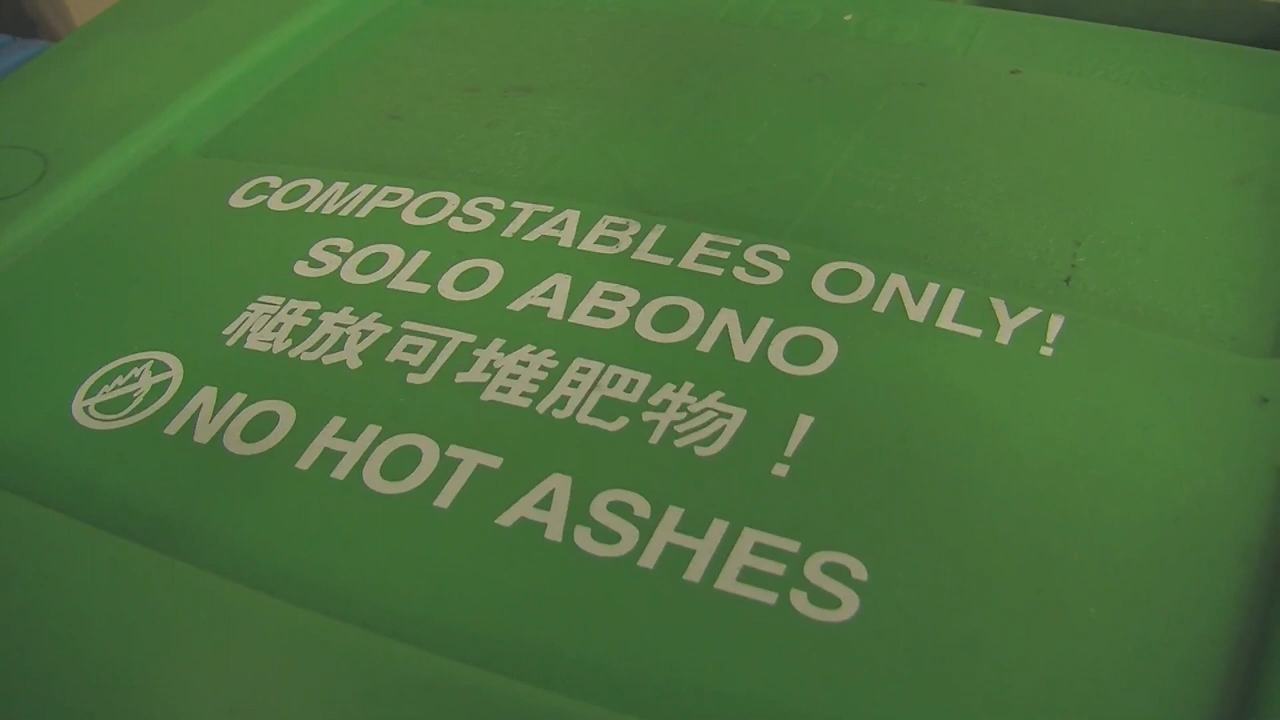 COMPOSTABLES ONLY!
SOLO ABONO
祗放可堆肥物！
NO HOT ASHES